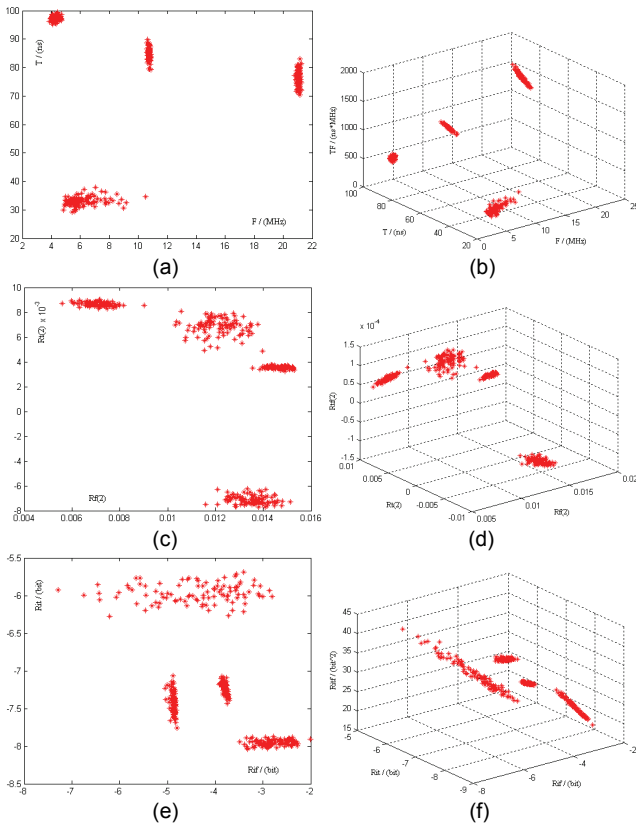 100
90
80
70
60
50
40
30
20
T / (ns)
F / (MHz)
2 4 6 8 10 12 14 16 18 20 22
(a)
2000
1500
1000
500
0
TF / (ns*MHz)
100
80
60
40
20
T / (ns)
0 5 10 15 20 25
F / (MHz)
(b)
10
8
6
4
2
0
-2
-4
-6
-8
Rt(2) x 10^-3
Rf(2)
0.004 0.006 0.008 0.01 0.012 0.014 0.016
(c)
x 10^-4
1.5
1
0.5
0
-0.5
-1
-1.5
Rtf(2)
0.01
0.005
0
-0.005
-0.01
Rt(2)
0.005 0.01 0.015 0.02
Rf(2)
(d)
-5.5
-6
-6.5
-7
-7.5
-8
-8.5
Rit / (bit)
Rif / (bit)
-8 -7 -6 -5 -4 -3 -2
(e)
45
40
35
30
25
20
15
Ritf / (bit^2)
-5
-6
-7
-8
-9
Rit / (bit)
-8 -6 -4 -2
Rif / (bit)
(f)